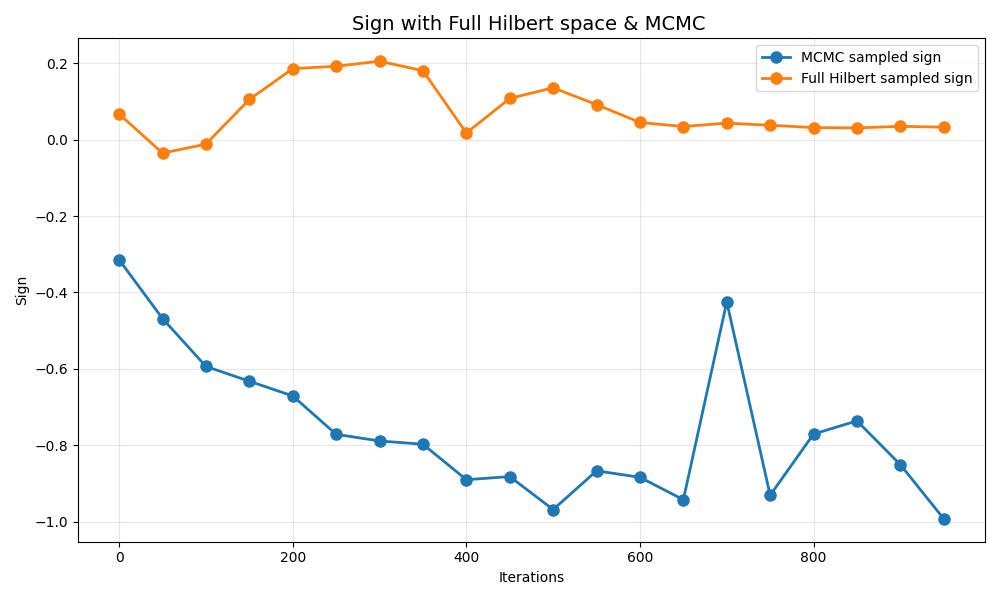 Sign with Full Hilbert space & MCMC
MCMC sampled sign
Full Hilbert sampled sign
Sign
0.2
0.0
−0.2
−0.4
−0.6
−0.8
−1.0
0 200 400 600 800
Iterations